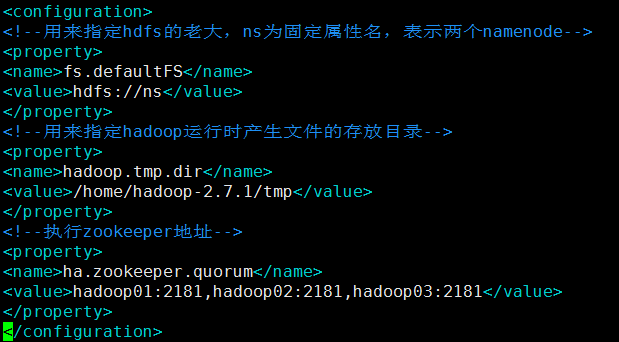 <configuration>
<!--用来指定hdfs的老大，ns为固定属性名，表示两个namenode-->
<property>
<name>fs.defaultFS</name>
<value>hdfs://ns</value>
</property>
<!--用来指定hadoop运行时产生文件的存放目录-->
<property>
<name>hadoop.tmp.dir</name>
<value>/home/hadoop-2.7.1/tmp</value>
</property>
<!--执行zookeeper地址-->
<property>
<name>ha.zookeeper.quorum</name>
<value>hadoop01:2181,hadoop02:2181,hadoop03:2181</value>
</property>
</configuration>